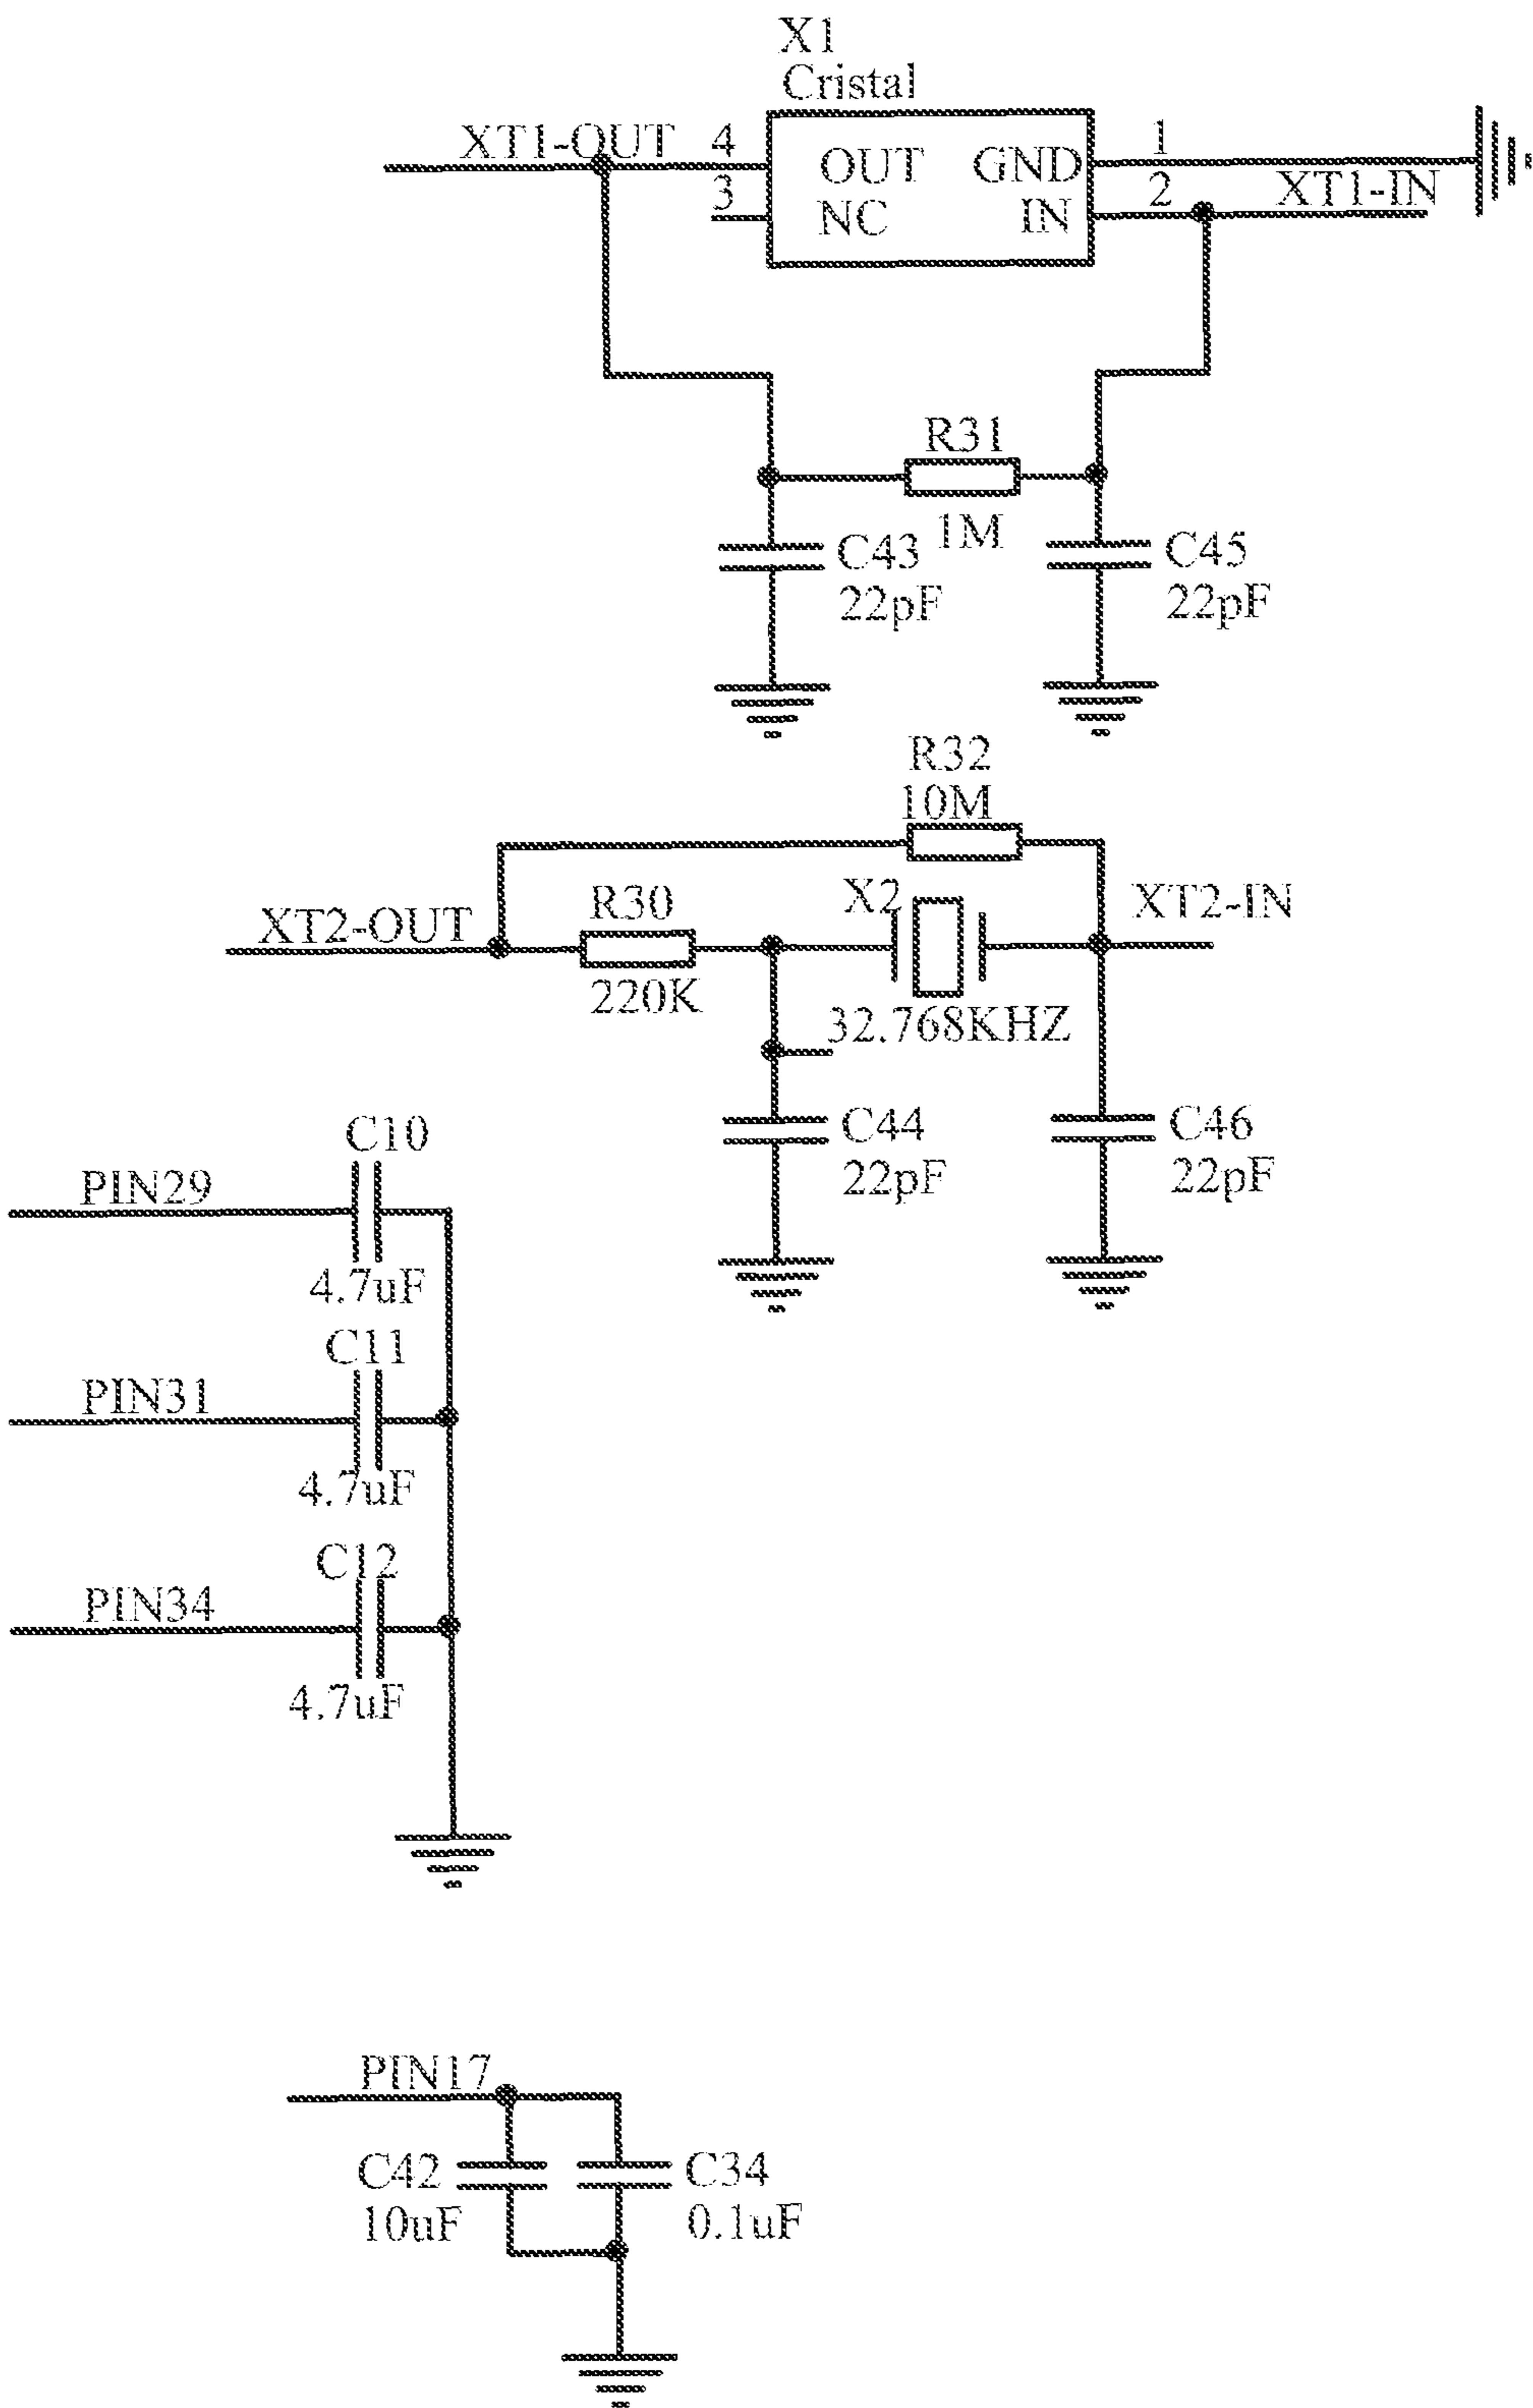 X1
Cristal
XT1-OUT
4
OUT
GND
1
3
NC
IN
2
XT1-IN
R31
1M
C43
22pF
C45
22pF
R32
10M
XT2-OUT
R30
220K
X2
32.768KHZ
XT2-IN
C44
22pF
C46
22pF
C10
PIN29
4.7uF
C11
PIN31
4.7uF
C12
PIN34
4.7uF
PIN17
C42
10uF
C34
0.1uF